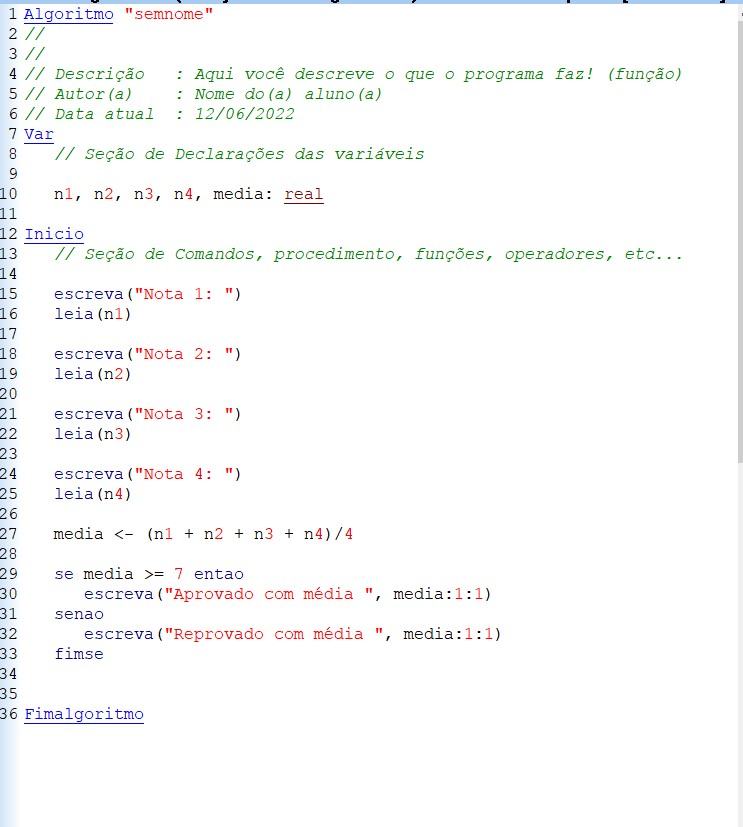 1 Algoritmo "semnome"
2 //
3 //
4 // Descrição   : Aqui você descreve o que o programa faz! (função)
5 // Autor(a)    : Nome do(a) aluno(a)
6 // Data atual  : 12/06/2022
7 Var
8    // Seção de Declarações das variáveis
9
10    n1, n2, n3, n4, media: real
11
12 Inicio
13    // Seção de Comandos, procedimento, funções, operadores, etc...
14
15    escreva("Nota 1: ")
16    leia(n1)
17
18    escreva("Nota 2: ")
19    leia(n2)
20
21    escreva("Nota 3: ")
22    leia(n3)
23
24    escreva("Nota 4: ")
25    leia(n4)
26
27    media <- (n1 + n2 + n3 + n4)/4
28
29    se media >= 7 entao
30       escreva("Aprovado com média ", media:1:1)
31    senao
32       escreva("Reprovado com média ", media:1:1)
33    fimse
34
35
36 Fimalgoritmo